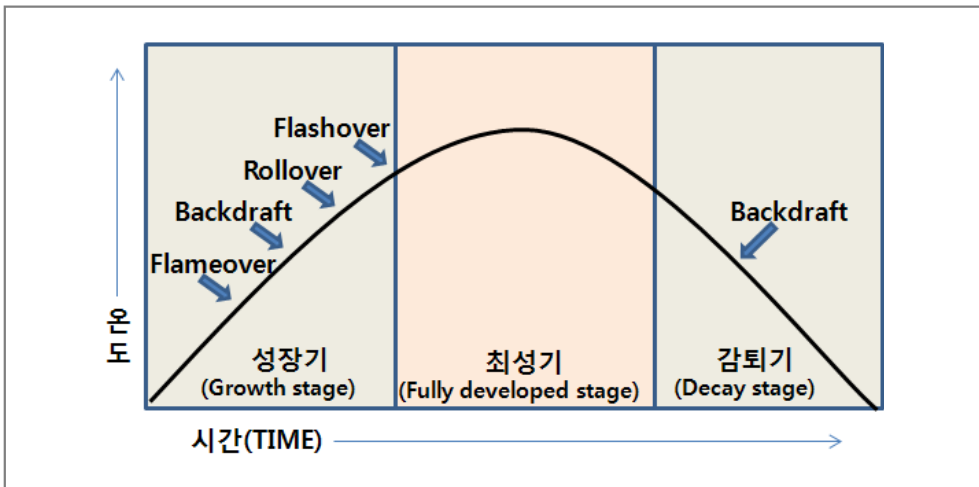 Flashover
Rollover
Backdraft
Flameover
Backdraft
온도
성장기
(Growth stage)
최성기
(Fully developed stage)
감퇴기
(Decay stage)
시간(TIME)